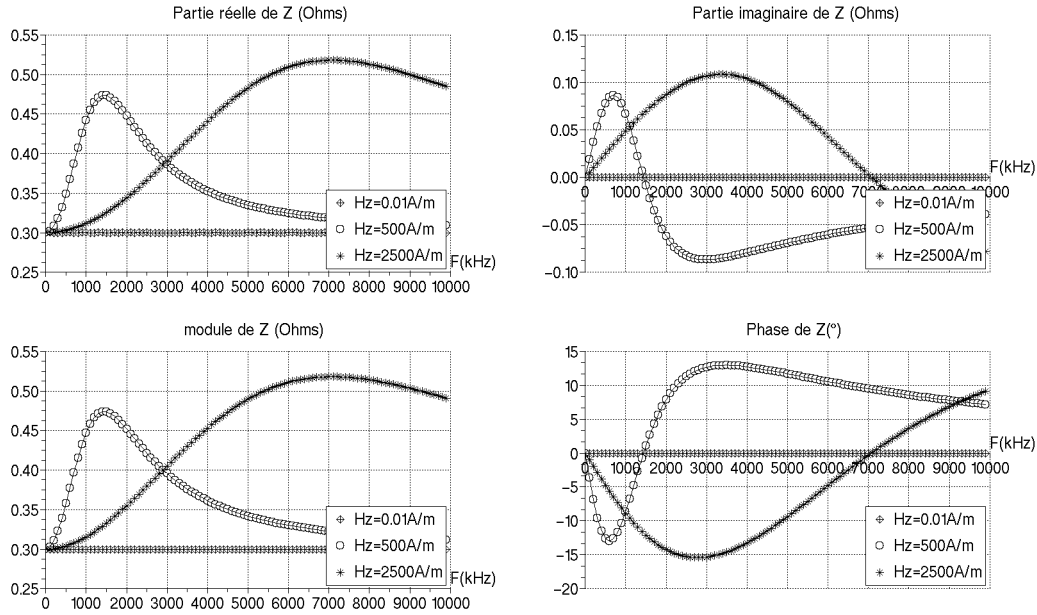 Partie réelle de Z (Ohms)
0.55
0.50
0.45
0.40
0.35
0.30
0.25
0 1000 2000 3000 4000 5000 6000 7000 8000 9000 10000
F(kHz)
Hz=0.01A/m
Hz=500A/m
Hz=2500A/m
Partie imaginaire de Z (Ohms)
0.15
0.10
0.05
0.00
−0.05
−0.10
0 1000 2000 3000 4000 5000 6000 7000 8000 9000 10000
F(kHz)
Hz=0.01A/m
Hz=500A/m
Hz=2500A/m
module de Z (Ohms)
0.55
0.50
0.45
0.40
0.35
0.30
0.25
0 1000 2000 3000 4000 5000 6000 7000 8000 9000 10000
F(kHz)
Hz=0.01A/m
Hz=500A/m
Hz=2500A/m
Phase de Z(°)
15
10
5
0
−5
−10
−15
−20
0 1000 2000 3000 4000 5000 6000 7000 8000 9000 10000
F(kHz)
Hz=0.01A/m
Hz=500A/m
Hz=2500A/m